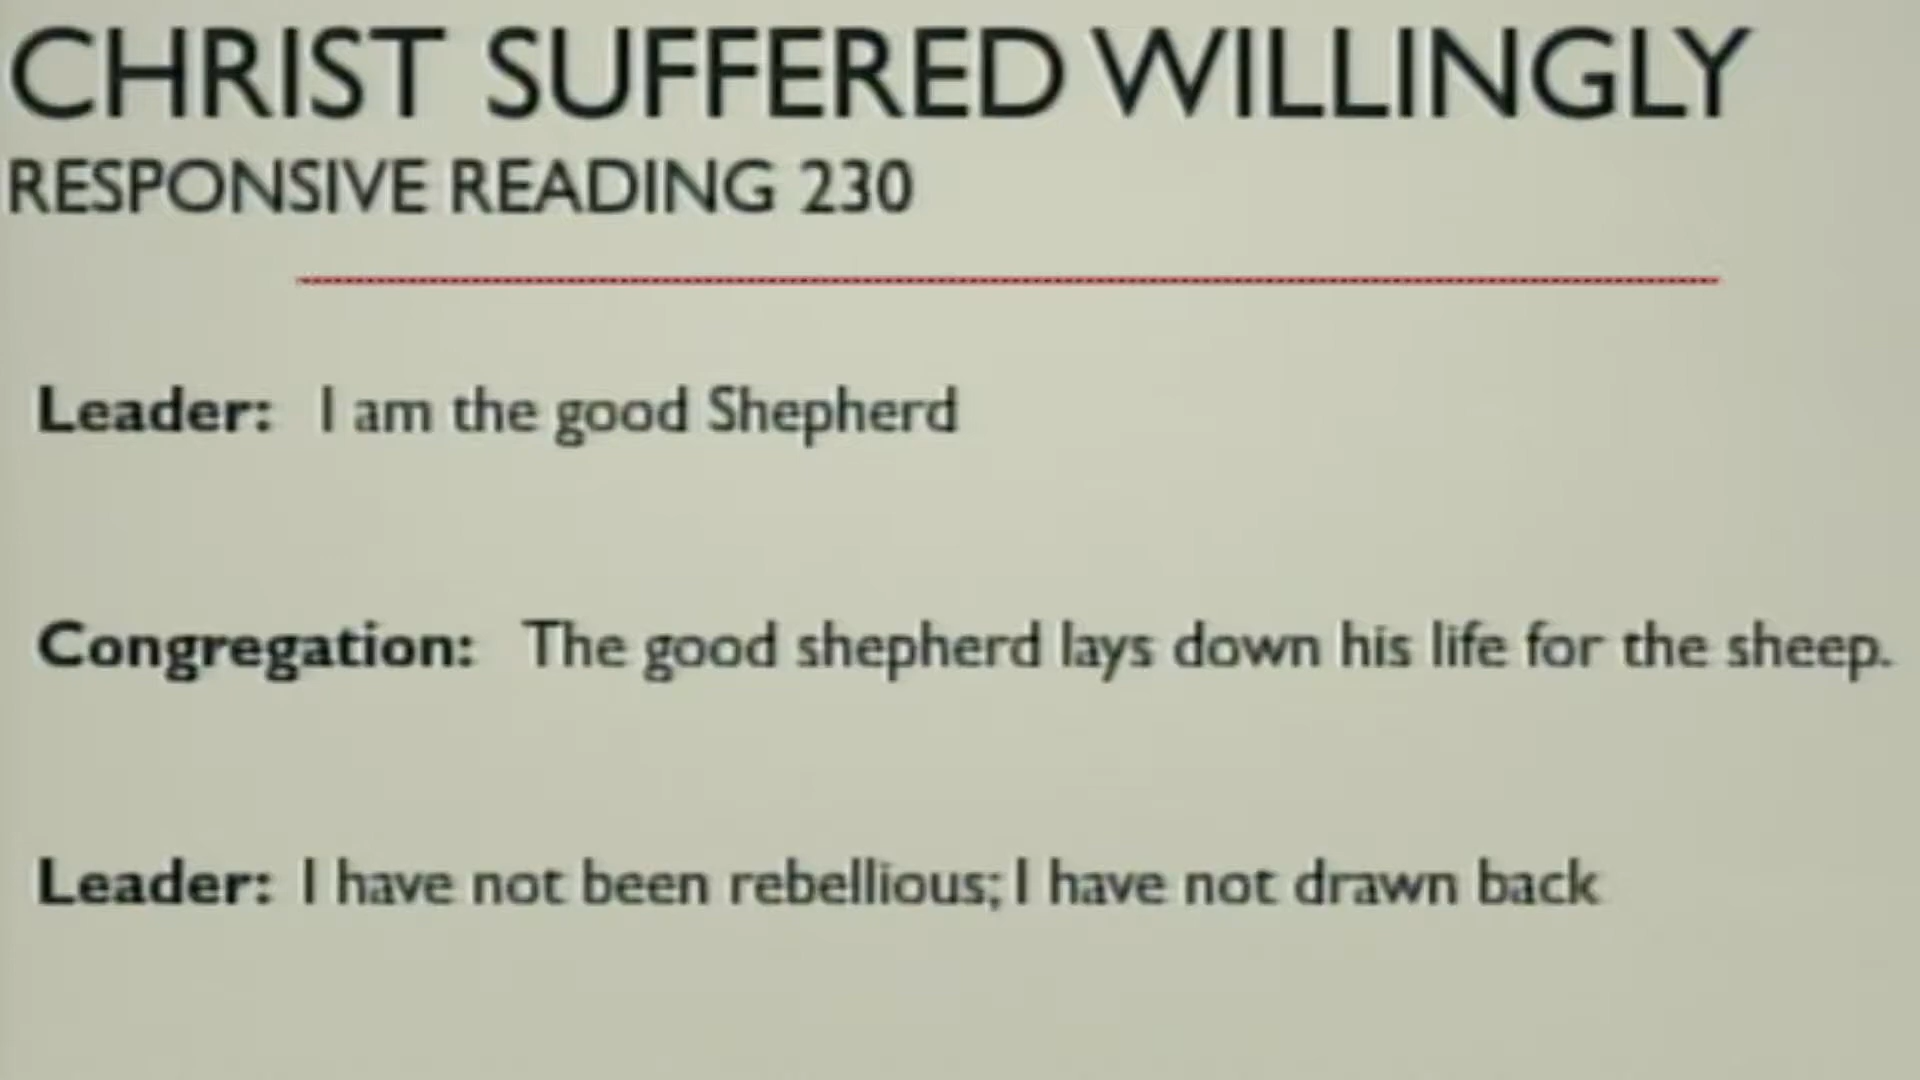 CHRIST SUFFERED WILLINGLY
RESPONSIVE READING 230
Leader: I am the good Shepherd
Congregation: The good shepherd lays down his life for the sheep.
Leader: I have not been rebellious; I have not drawn back